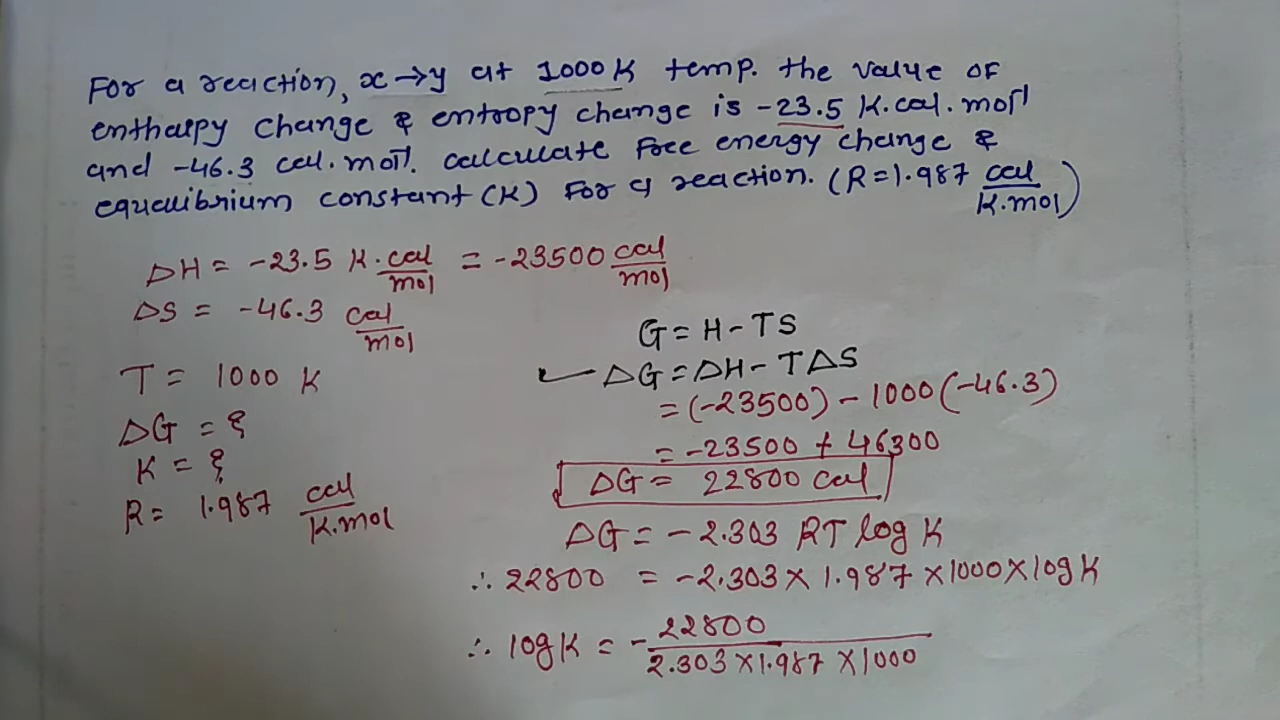 For a reaction, x→y at 1000 K temp. the value of
enthalpy change & entropy change is -23.5 K.cal.mol¹
and -46.3 cal.mol¹. calculate free energy change &
equilibrium constant (K) for a reaction. (R=1.987 cal/K.mol)
ΔH = -23.5 K.cal/mol = -23500 cal/mol
ΔS = -46.3 cal/mol
T = 1000 K
ΔG = ?
K = ?
R = 1.987 cal/K.mol
G = H-TS
ΔG = ΔH - TΔS
= (-23500) - 1000(-46.3)
= -23500 + 46300
ΔG = 22800 cal
ΔG = -2.303 RT log K
∴ 22800 = -2.303 × 1.987 × 1000 × log K
∴ log K = - 22800/2.303 × 1.987 × 1000